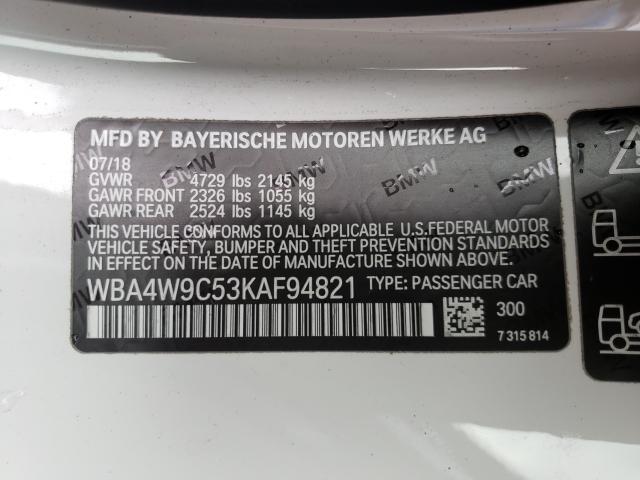 MFD BY BAYERISCHE MOTOREN WERKE AG
07/18
GVWR 4729 lbs 2145 kg
GAWR FRONT 2326 lbs 1055 kg
GAWR REAR 2524 lbs 1145 kg
THIS VEHICLE CONFORMS TO ALL APPLICABLE U.S.FEDERAL MOTOR
VEHICLE SAFETY, BUMPER AND THEFT PREVENTION STANDARDS
IN EFFECT ON THE DATE OF MANUFACTURE SHOWN ABOVE.
WBA4W9C53KAF94821 TYPE: PASSENGER CAR
300
7 315 814